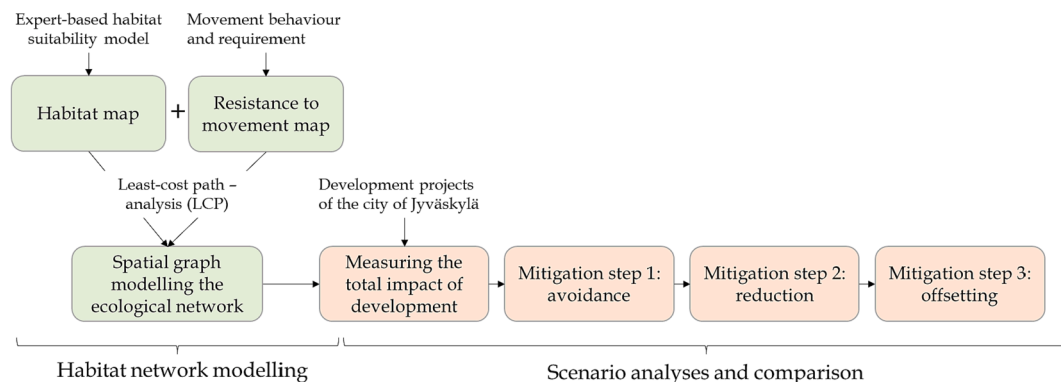 Expert-based habitat
suitability model
Movement behaviour
and requirement
Habitat map
+
Resistance to
movement map
Least-cost path –
analysis (LCP)
Development projects
of the city of Jyväskylä
Spatial graph
modelling the
ecological network
Measuring the
total impact of
development
Mitigation step 1:
avoidance
Mitigation step 2:
reduction
Mitigation step 3:
offsetting
Habitat network modelling
Scenario analyses and comparison